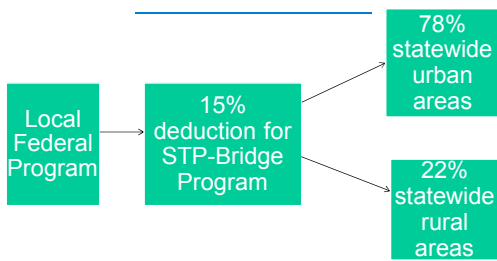 Local
Federal
Program
15%
deduction for
STP-Bridge
Program
78%
statewide
urban
areas
22%
statewide
rural
areas